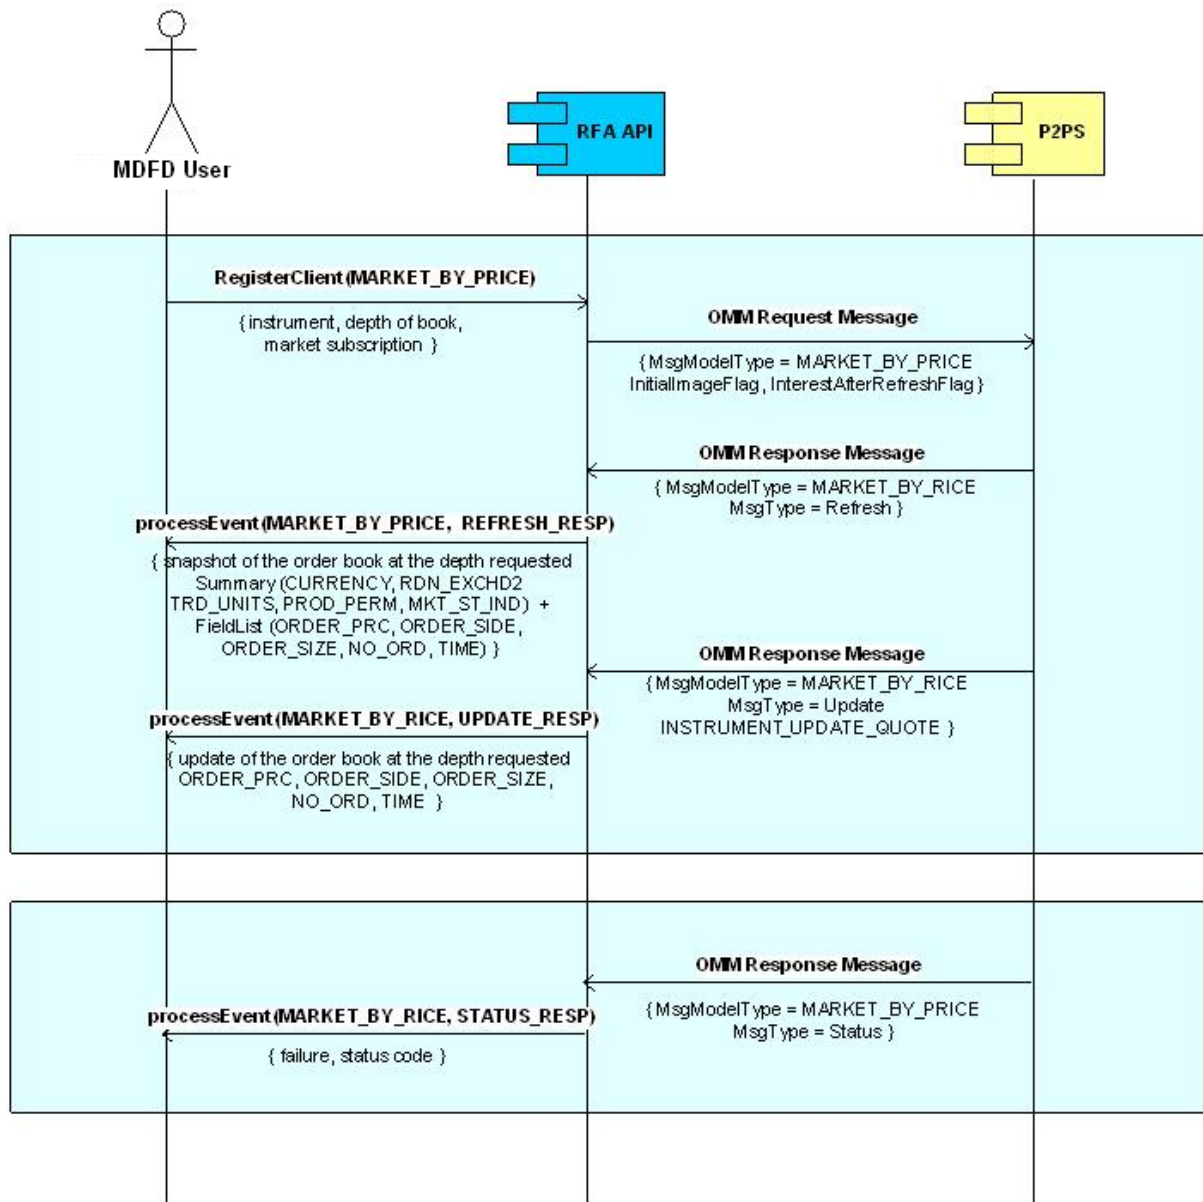 RFA API
P2PS
MDFD User
RegisterClient(MARKET_BY_PRICE)
{ instrument, depth of book,
market subscription }
OMM Request Message
{ MsgModelType = MARKET_BY_PRICE
InitialImageFlag, InterestAfterRefreshFlag }
OMM Response Message
{ MsgModelType = MARKET_BY_RICE
MsgType = Refresh }
processEvent(MARKET_BY_PRICE, REFRESH_RESP)
{ snapshot of the order book at the depth requested
Summary (CURRENCY, RDN_EXCHD2
TRD_UNITS, PROD_PERM, MKT_ST_IND) +
FieldList (ORDER_PRC, ORDER_SIDE,
ORDER_SIZE, NO_ORD, TIME) }
OMM Response Message
{MsgModelType = MARKET_BY_RICE
MsgType = Update
INSTRUMENT_UPDATE_QUOTE }
processEvent(MARKET_BY_RICE, UPDATE_RESP)
{ update of the order book at the depth requested
ORDER_PRC, ORDER_SIDE, ORDER_SIZE,
NO_ORD, TIME }
OMM Response Message
{MsgModelType = MARKET_BY_PRICE
MsgType = Status }
processEvent(MARKET_BY_RICE, STATUS_RESP)
{ failure, status code }